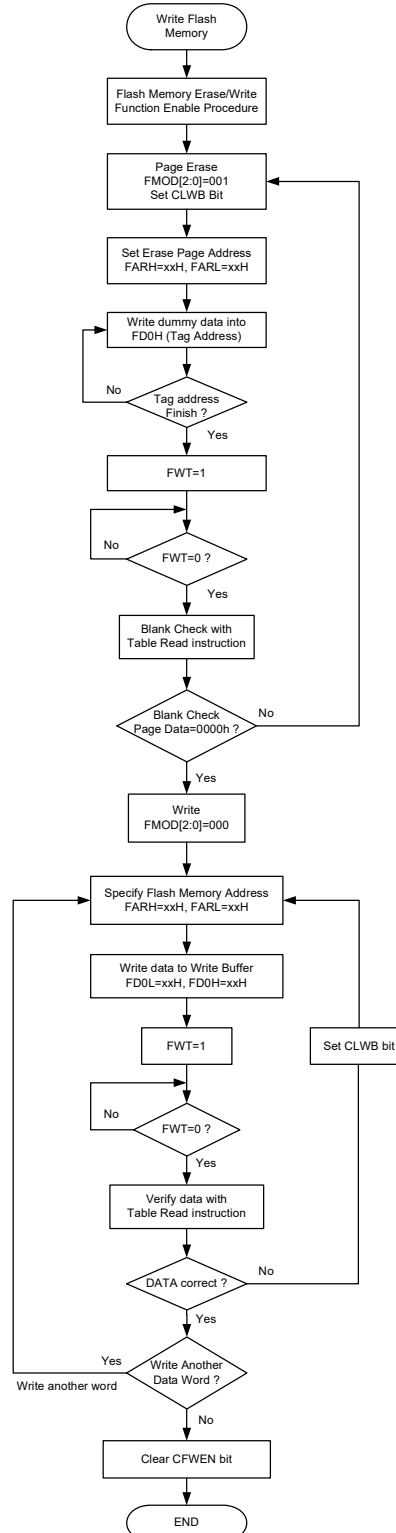 Write Flash
Memory
Flash Memory Erase/Write
Function Enable Procedure
Page Erase
FMOD[2:0]=001
Set CLWB Bit
Set Erase Page Address
FARH=xxH, FARL=xxH
Write dummy data into
FD0H (Tag Address)
No
Tag address
Finish ?
Yes
FWT=1
No
FWT=0 ?
Yes
Blank Check with
Table Read instruction
Blank Check
Page Data=0000h ?
No
Yes
Write
FMOD[2:0]=000
Specify Flash Memory Address
FARH=xxH, FARL=xxH
Write data to Write Buffer
FD0L=xxH, FD0H=xxH
FWT=1
Set CLWB bit
No
FWT=0 ?
Yes
Verify data with
Table Read instruction
DATA correct ?
No
Yes
Yes
Write Another
Data Word ?
Write another word
No
Clear CFWEN bit
END